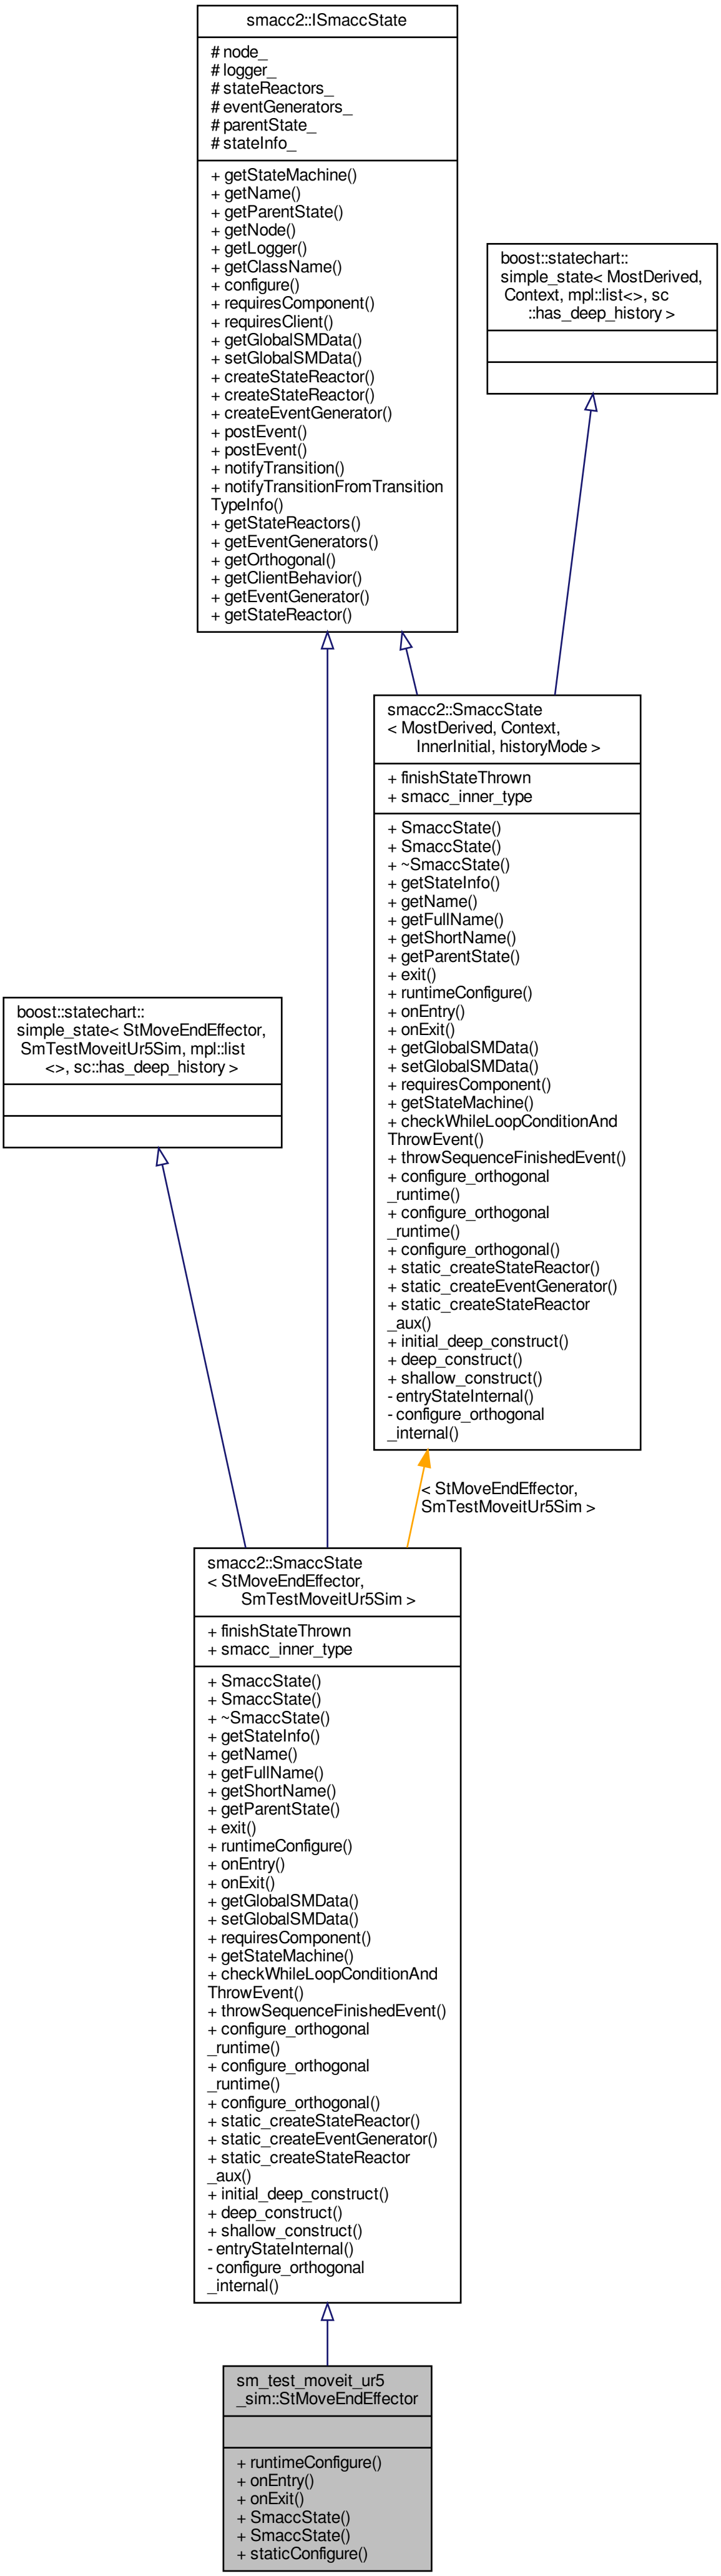 smacc2::ISmaccState
# node_
# logger_
# stateReactors_
# eventGenerators_
# parentState_
# stateInfo_
+ getStateMachine()
+ getName()
+ getParentState()
+ getNode()
+ getLogger()
+ getClassName()
+ configure()
+ requiresComponent()
+ requiresClient()
+ getGlobalSMData()
+ setGlobalSMData()
+ createStateReactor()
+ createStateReactor()
+ createEventGenerator()
+ postEvent()
+ postEvent()
+ notifyTransition()
+ notifyTransitionFromTransition
TypeInfo()
+ getStateReactors()
+ getEventGenerators()
+ getOrthogonal()
+ getClientBehavior()
+ getEventGenerator()
+ getStateReactor()
boost::statechart::
simple_state< MostDerived,
Context, mpl::list<>, sc
::has_deep_history >
smacc2::SmaccState
< MostDerived, Context,
InnerInitial, historyMode >
+ finishStateThrown
+ smacc_inner_type
+ SmaccState()
+ SmaccState()
+ ~SmaccState()
+ getStateInfo()
+ getName()
+ getFullName()
+ getShortName()
+ getParentState()
+ exit()
+ runtimeConfigure()
+ onEntry()
+ onExit()
+ getGlobalSMData()
+ setGlobalSMData()
+ requiresComponent()
+ getStateMachine()
+ checkWhileLoopConditionAnd
ThrowEvent()
+ throwSequenceFinishedEvent()
+ configure_orthogonal
_runtime()
+ configure_orthogonal
_runtime()
+ configure_orthogonal()
+ static_createStateReactor()
+ static_createEventGenerator()
+ static_createStateReactor
_aux()
+ initial_deep_construct()
+ deep_construct()
+ shallow_construct()
- entryStateInternal()
- configure_orthogonal
_internal()
boost::statechart::
simple_state< StMoveEndEffector,
SmTestMoveitUr5Sim, mpl::list
<>, sc::has_deep_history >
< StMoveEndEffector,
SmTestMoveitUr5Sim >
smacc2::SmaccState
< StMoveEndEffector,
SmTestMoveitUr5Sim >
+ finishStateThrown
+ smacc_inner_type
+ SmaccState()
+ SmaccState()
+ ~SmaccState()
+ getStateInfo()
+ getName()
+ getFullName()
+ getShortName()
+ getParentState()
+ exit()
+ runtimeConfigure()
+ onEntry()
+ onExit()
+ getGlobalSMData()
+ setGlobalSMData()
+ requiresComponent()
+ getStateMachine()
+ checkWhileLoopConditionAnd
ThrowEvent()
+ throwSequenceFinishedEvent()
+ configure_orthogonal
_runtime()
+ configure_orthogonal
_runtime()
+ configure_orthogonal()
+ static_createStateReactor()
+ static_createEventGenerator()
+ static_createStateReactor
_aux()
+ initial_deep_construct()
+ deep_construct()
+ shallow_construct()
- entryStateInternal()
- configure_orthogonal
_internal()
sm_test_moveit_ur5
_sim::StMoveEndEffector
+ runtimeConfigure()
+ onEntry()
+ onExit()
+ SmaccState()
+ SmaccState()
+ staticConfigure()